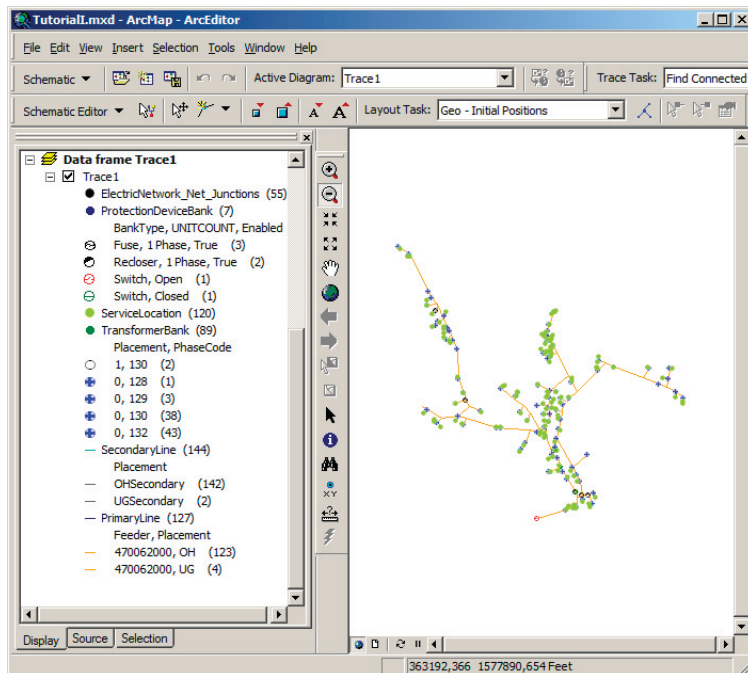 TutorialI.mxd - ArcMap - ArcEditor
File Edit View Insert Selection Tools Window Help
Schematic Active Diagram: Trace1 Trace Task: Find Connected
Schematic Editor A A Layout Task: Geo - Initial Positions
Data frame Trace1
Trace1
ElectricNetwork_Net_Junctions (55)
ProtectionDeviceBank (7)
BankType, UNITCOUNT, Enabled
Fuse, 1 Phase, True (3)
Recloser, 1 Phase, True (2)
Switch, Open (1)
Switch, Closed (1)
ServiceLocation (120)
TransformerBank (89)
Placement, PhaseCode
1, 130 (2)
0, 128 (1)
0, 129 (3)
0, 130 (38)
0, 132 (43)
SecondaryLine (144)
Placement
OHSecondary (142)
UGSecondary (2)
PrimaryLine (127)
Feeder, Placement
470062000, OH (123)
470062000, UG (4)
XY
Display Source Selection
363192,366 1577890,654 Feet